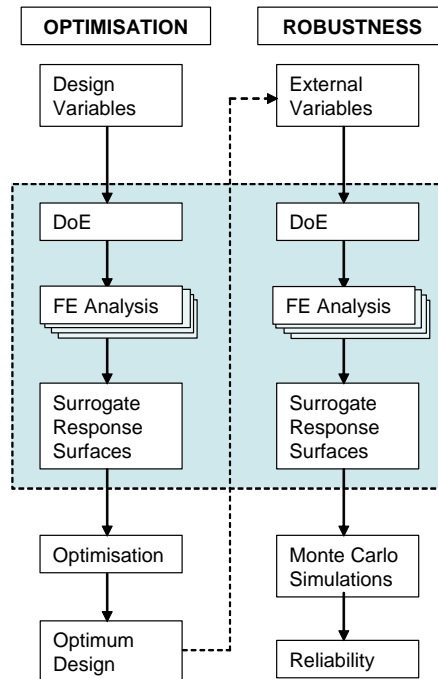 OPTIMISATION
Design
Variables
DoE
FE Analysis
Surrogate
Response
Surfaces
Optimisation
Optimum
Design
ROBUSTNESS
External
Variables
DoE
FE Analysis
Surrogate
Response
Surfaces
Monte Carlo
Simulations
Reliability